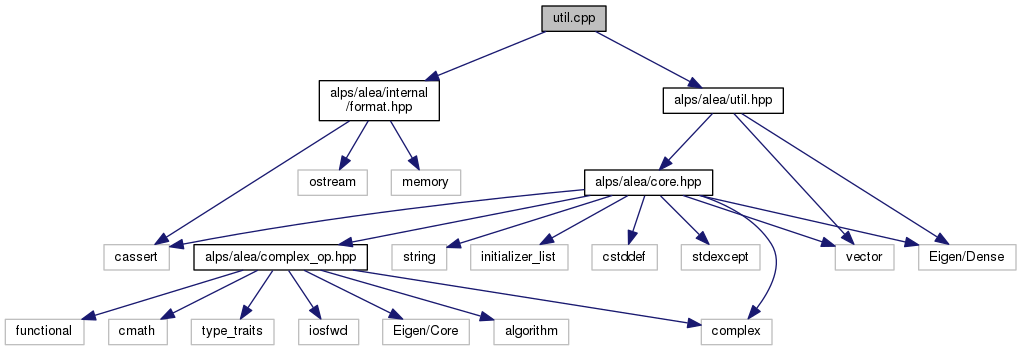 util.cpp
alps/alea/internal
/format.hpp
alps/alea/util.hpp
ostream
memory
alps/alea/core.hpp
cassert
alps/alea/complex_op.hpp
string
initializer_list
cstddef
stdexcept
vector
Eigen/Dense
functional
cmath
type_traits
iosfwd
Eigen/Core
algorithm
complex